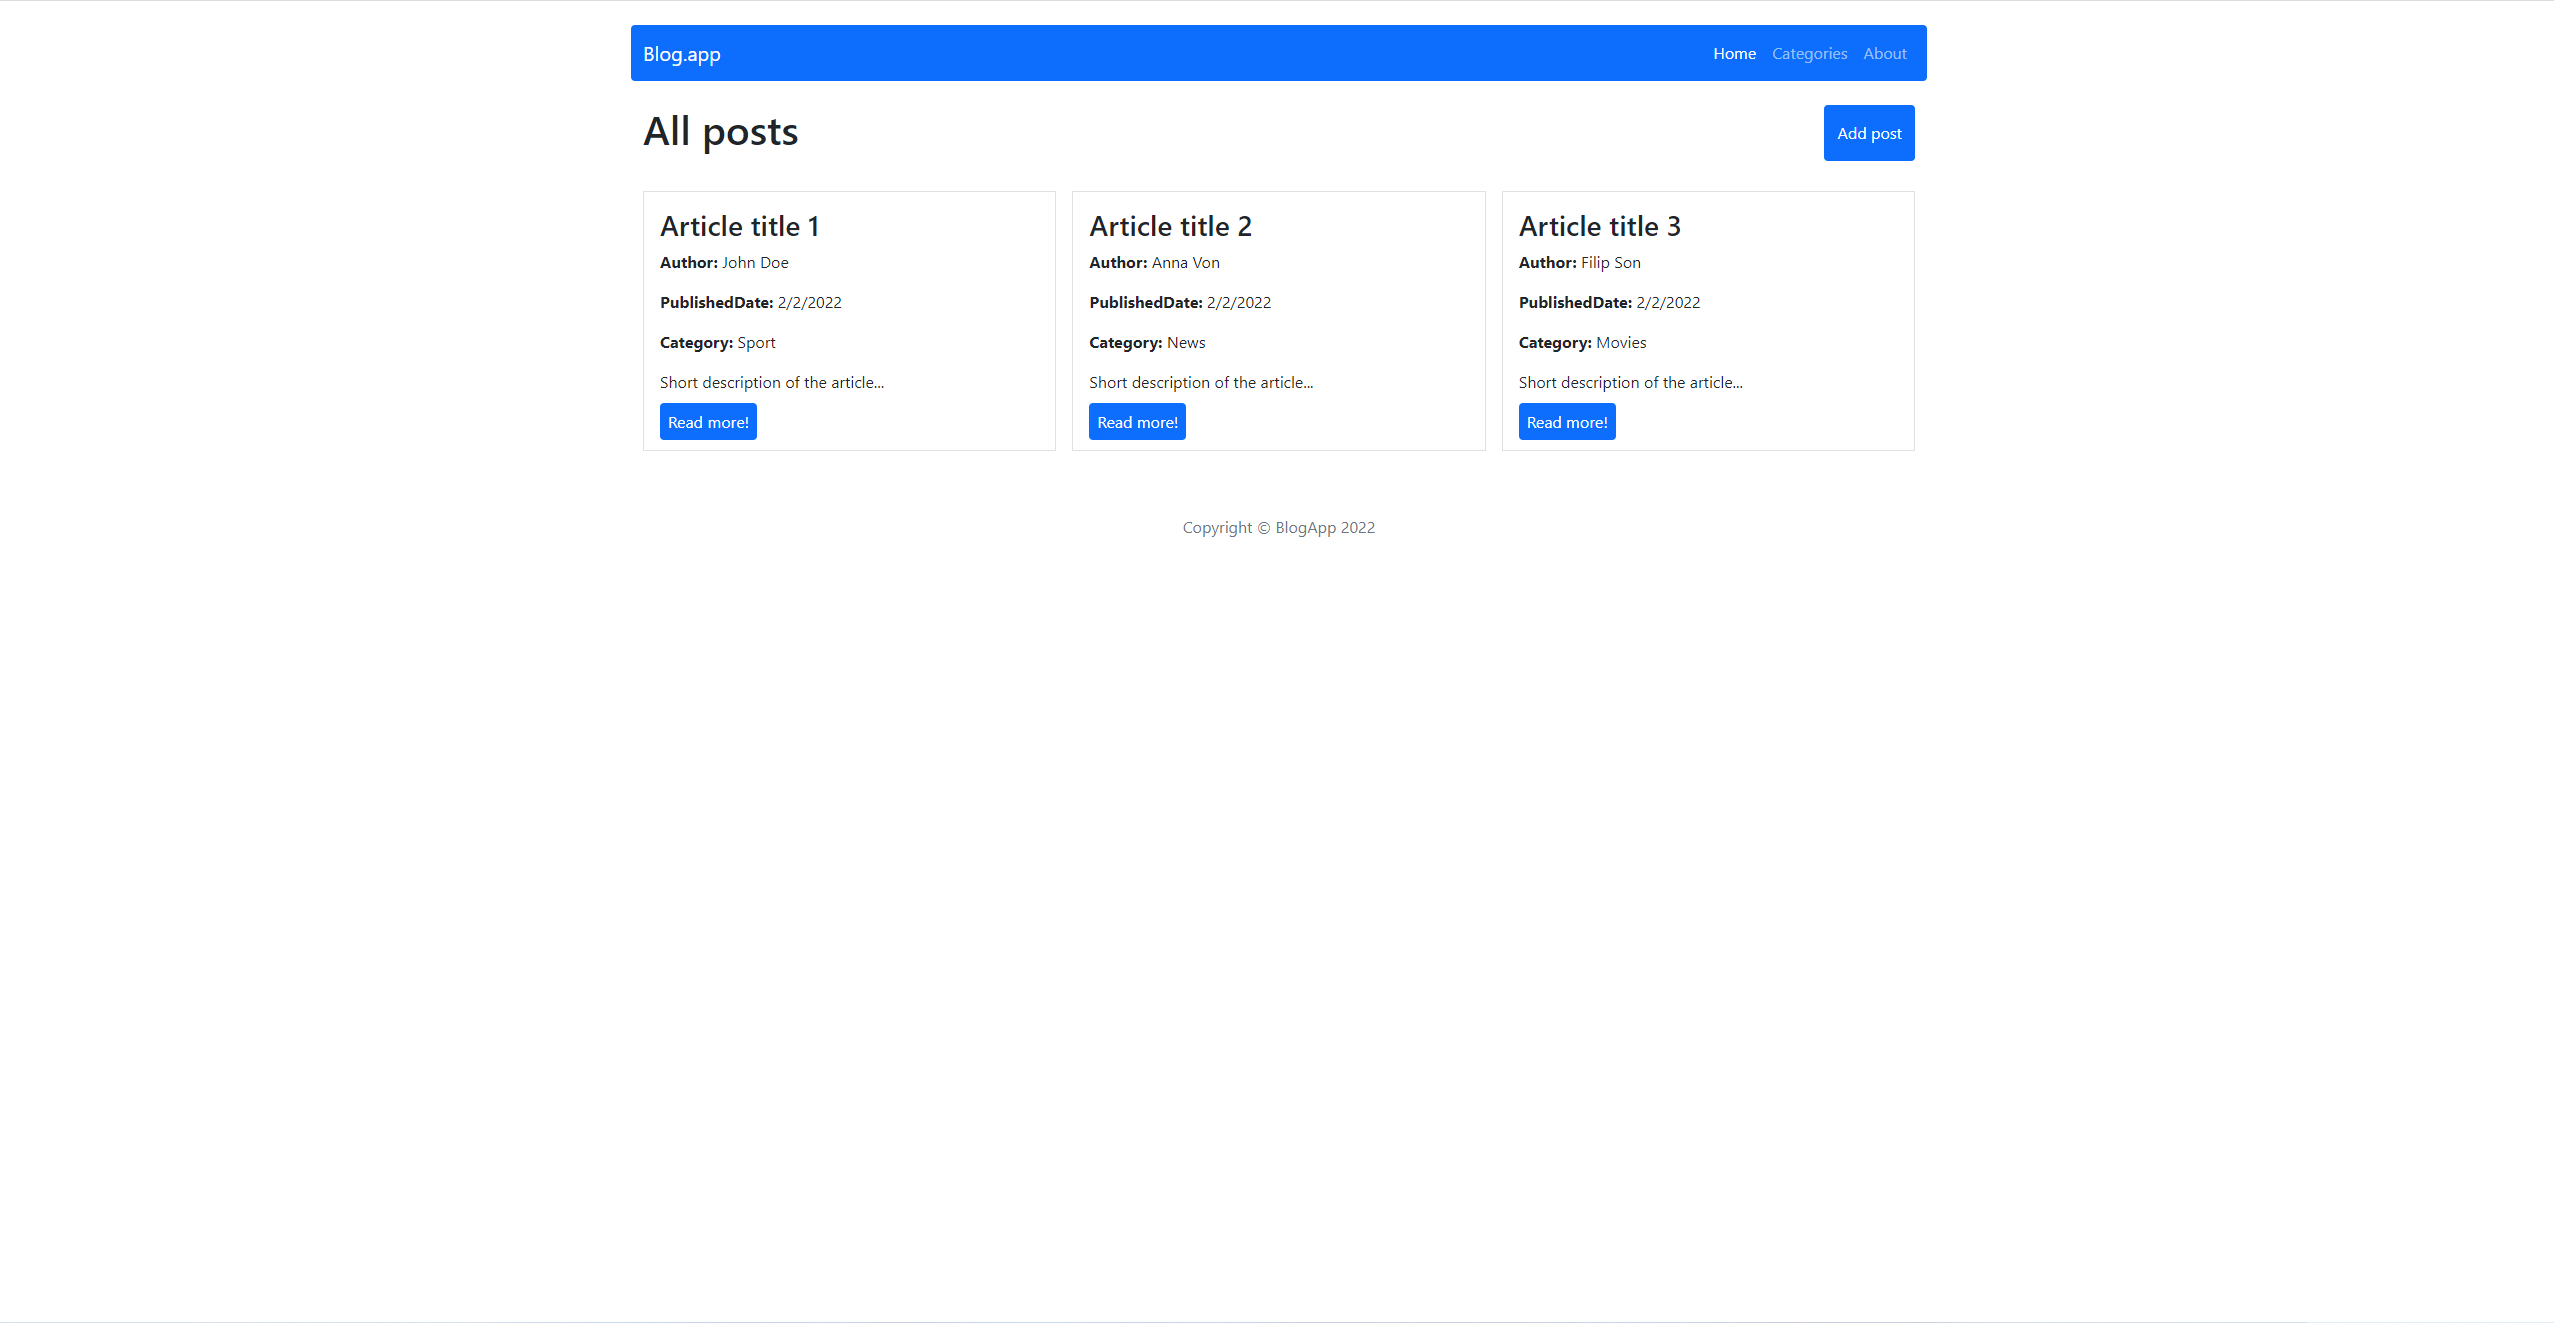 Blog.app
Home Categories About
All posts
Add post
Article title 1
Author: John Doe
PublishedDate: 2/2/2022
Category: Sport
Short description of the article...
Read more!
Article title 2
Author: Anna Von
PublishedDate: 2/2/2022
Category: News
Short description of the article...
Read more!
Article title 3
Author: Filip Son
PublishedDate: 2/2/2022
Category: Movies
Short description of the article...
Read more!
Copyright © BlogApp 2022